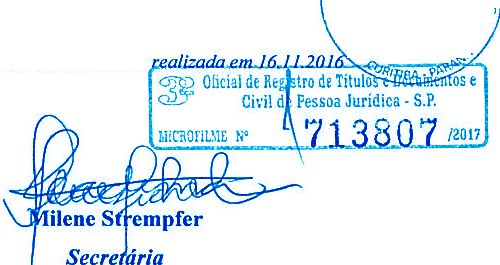 realizada em 16.11.2016
CURITIBA - PARANÁ
3º Oficial de Registro de Títulos e Documentos e
Civil de Pessoa Jurídica - S.P.
MICROFILME Nº 713807 /2017
Milene Strempfer
Secretária